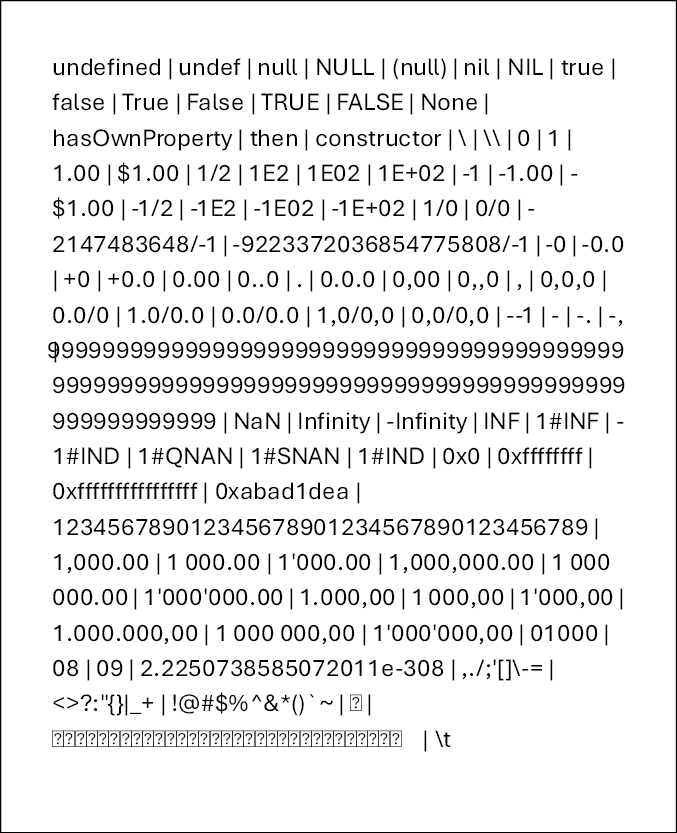 undefined | undef | null | NULL | (null) | nil | NIL | true |
false | True | False | TRUE | FALSE | None |
hasOwnProperty | then | constructor | \ | \\ | 0 | 1 |
1.00 | $1.00 | 1/2 | 1E2 | 1E02 | 1E+02 | -1 | -1.00 | -
$1.00 | -1/2 | -1E2 | -1E02 | -1E+02 | 1/0 | 0/0 | -
2147483648/-1 | -9223372036854775808/-1 | -0 | -0.0
| +0 | +0.0 | 0.00 | 0..0 | . | 0.0.0 | 0,00 | 0,,0 | , | 0,0,0 |
0.0/0 | 1.0/0.0 | 0.0/0.0 | 1,0/0,0 | 0,0/0,0 | --1 | - | -. | -,
| 999999999999999999999999999999999999999999
999999999999999999999999999999999999999999
999999999999 | NaN | Infinity | -Infinity | INF | 1#INF | -
1#IND | 1#QNAN | 1#SNAN | 1#IND | 0x0 | 0xffffffff |
0xffffffffffffffff | 0xabad1dea |
123456789012345678901234567890123456789 |
1,000.00 | 1 000.00 | 1'000.00 | 1,000,000.00 | 1 000
000.00 | 1'000'000.00 | 1.000,00 | 1 000,00 | 1'000,00 |
1.000.000,00 | 1 000 000,00 | 1'000'000,00 | 01000 |
08 | 09 | 2.2250738585072011e-308 | ,./;'[]\-= |
<>?:"{}|_+ | !@#$%^&*()`~ | |
| \t